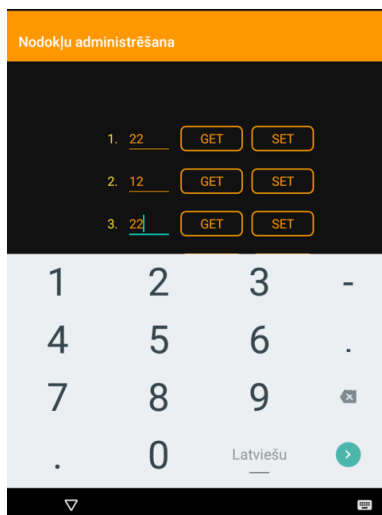 Nodokļu administrēšana
1. 22 GET SET
2. 12 GET SET
3. 22 GET SET
1 2 3 -
4 5 6 .
7 8 9
. 0 Latviešu